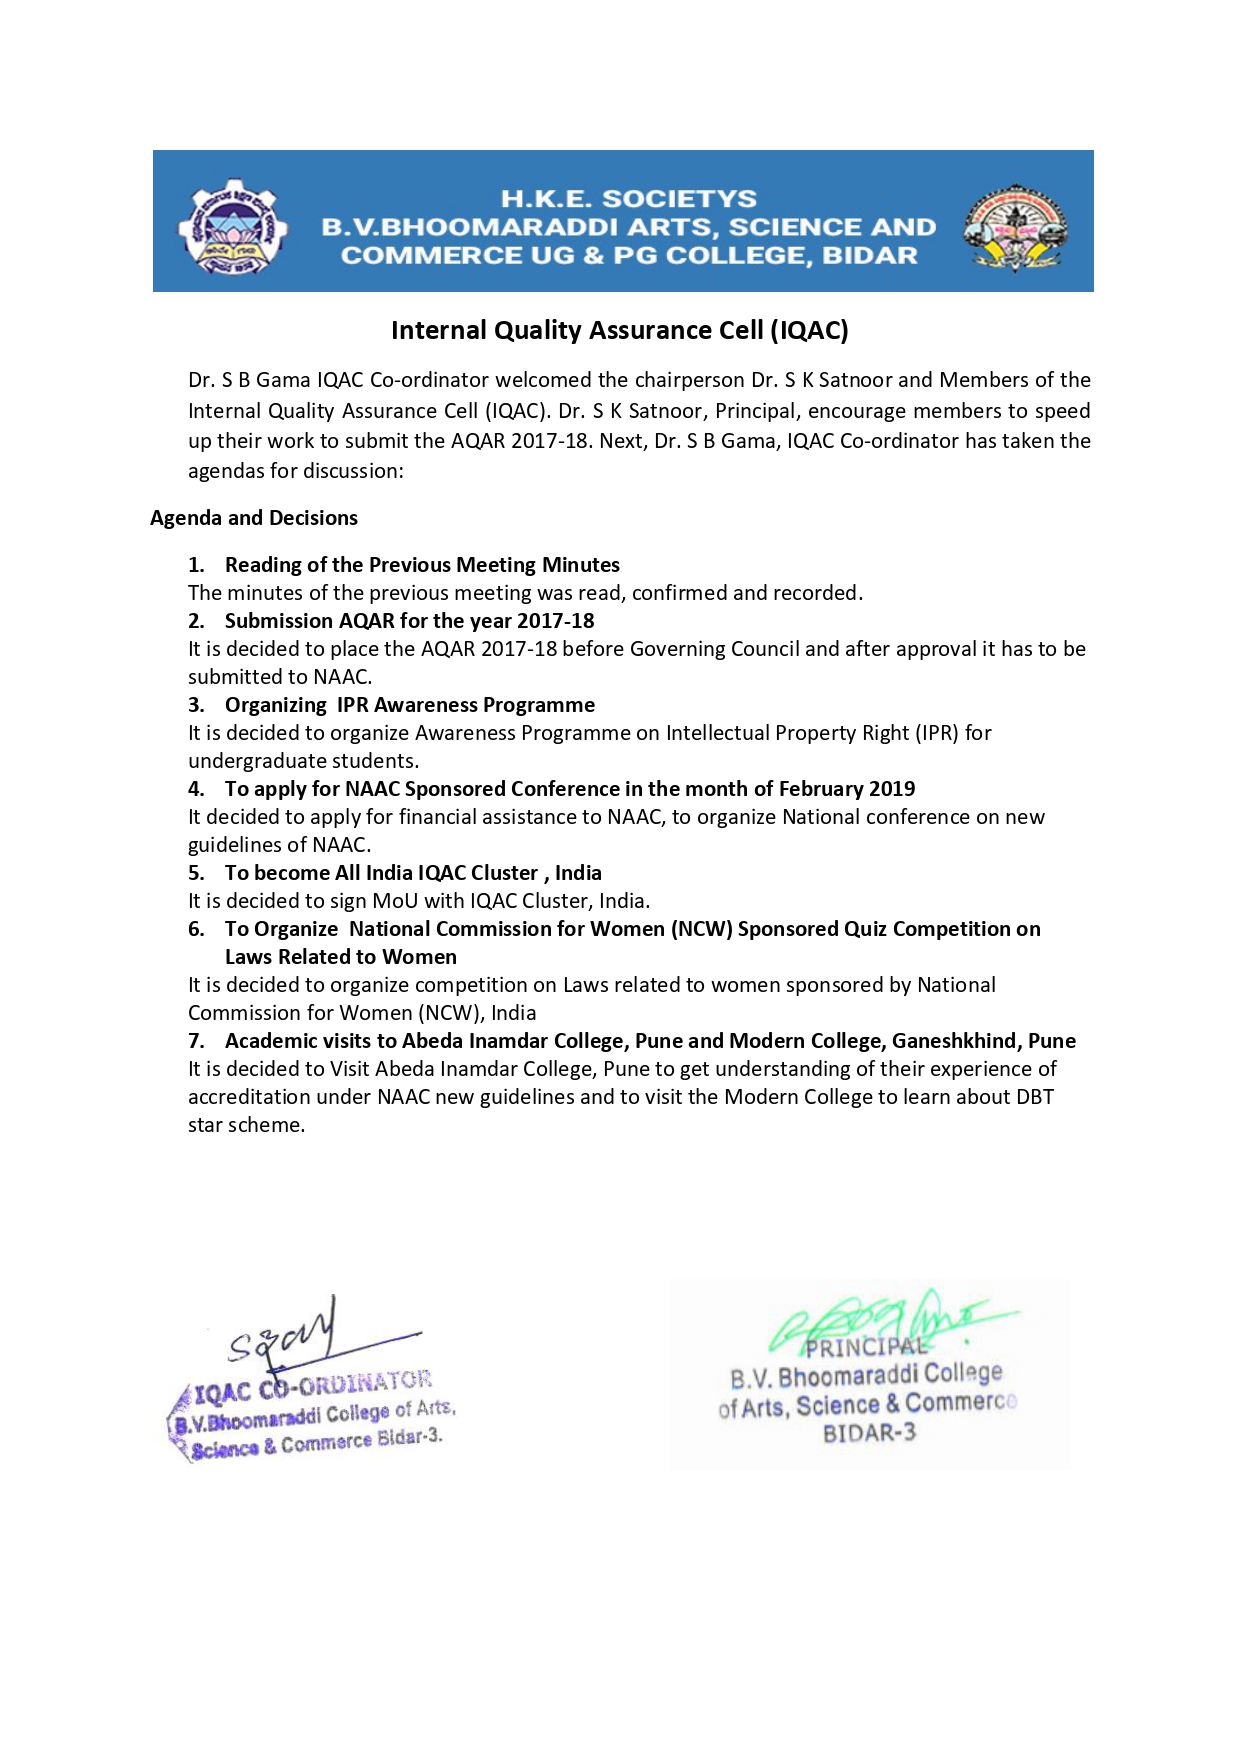 H.K.E. SOCIETYS
B.V.BHOOMARADDI ARTS, SCIENCE AND
COMMERCE UG & PG COLLEGE, BIDAR
Internal Quality Assurance Cell (IQAC)
Dr. S B Gama IQAC Co-ordinator welcomed the chairperson Dr. S K Satnoor and Members of the
Internal Quality Assurance Cell (IQAC). Dr. S K Satnoor, Principal, encourage members to speed
up their work to submit the AQAR 2017-18. Next, Dr. S B Gama, IQAC Co-ordinator has taken the
agendas for discussion:
Agenda and Decisions
1. Reading of the Previous Meeting Minutes
The minutes of the previous meeting was read, confirmed and recorded.
2. Submission AQAR for the year 2017-18
It is decided to place the AQAR 2017-18 before Governing Council and after approval it has to be
submitted to NAAC.
3. Organizing IPR Awareness Programme
It is decided to organize Awareness Programme on Intellectual Property Right (IPR) for
undergraduate students.
4. To apply for NAAC Sponsored Conference in the month of February 2019
It decided to apply for financial assistance to NAAC, to organize National conference on new
guidelines of NAAC.
5. To become All India IQAC Cluster , India
It is decided to sign MoU with IQAC Cluster, India.
6. To Organize National Commission for Women (NCW) Sponsored Quiz Competition on
Laws Related to Women
It is decided to organize competition on Laws related to women sponsored by National
Commission for Women (NCW), India
7. Academic visits to Abeda Inamdar College, Pune and Modern College, Ganeshkhind, Pune
It is decided to Visit Abeda Inamdar College, Pune to get understanding of their experience of
accreditation under NAAC new guidelines and to visit the Modern College to learn about DBT
star scheme.
IQAC CO-ORDINATOR
B.V.Bhoomaraddi College of Arts,
Science & Commerce Bidar-3.
PRINCIPAL
B.V. Bhoomaraddi College
of Arts, Science & Commerce
BIDAR-3